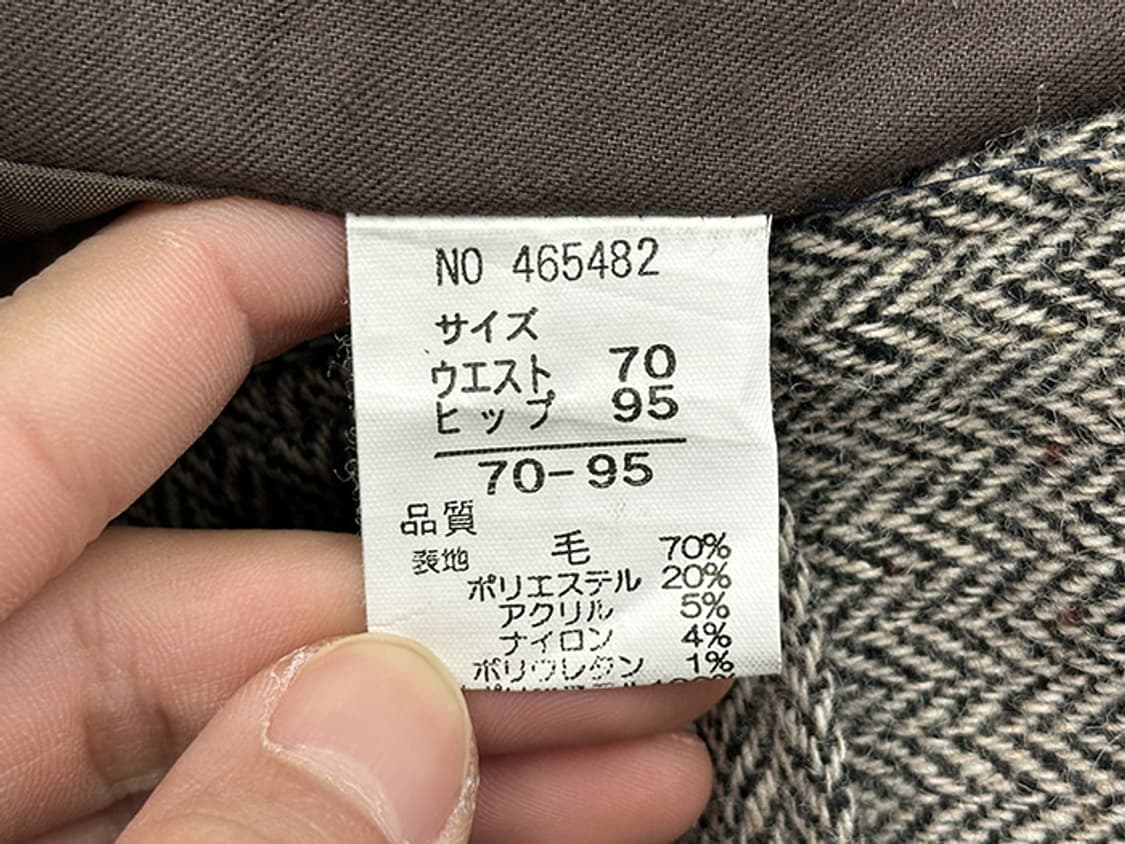 NO 465482
サイズ
ウエスト 70
ヒップ 95
70-95
品質
表地 毛 70%
ポリエステル 20%
アクリル 5%
ナイロン 4%
ポリウレタン 1%